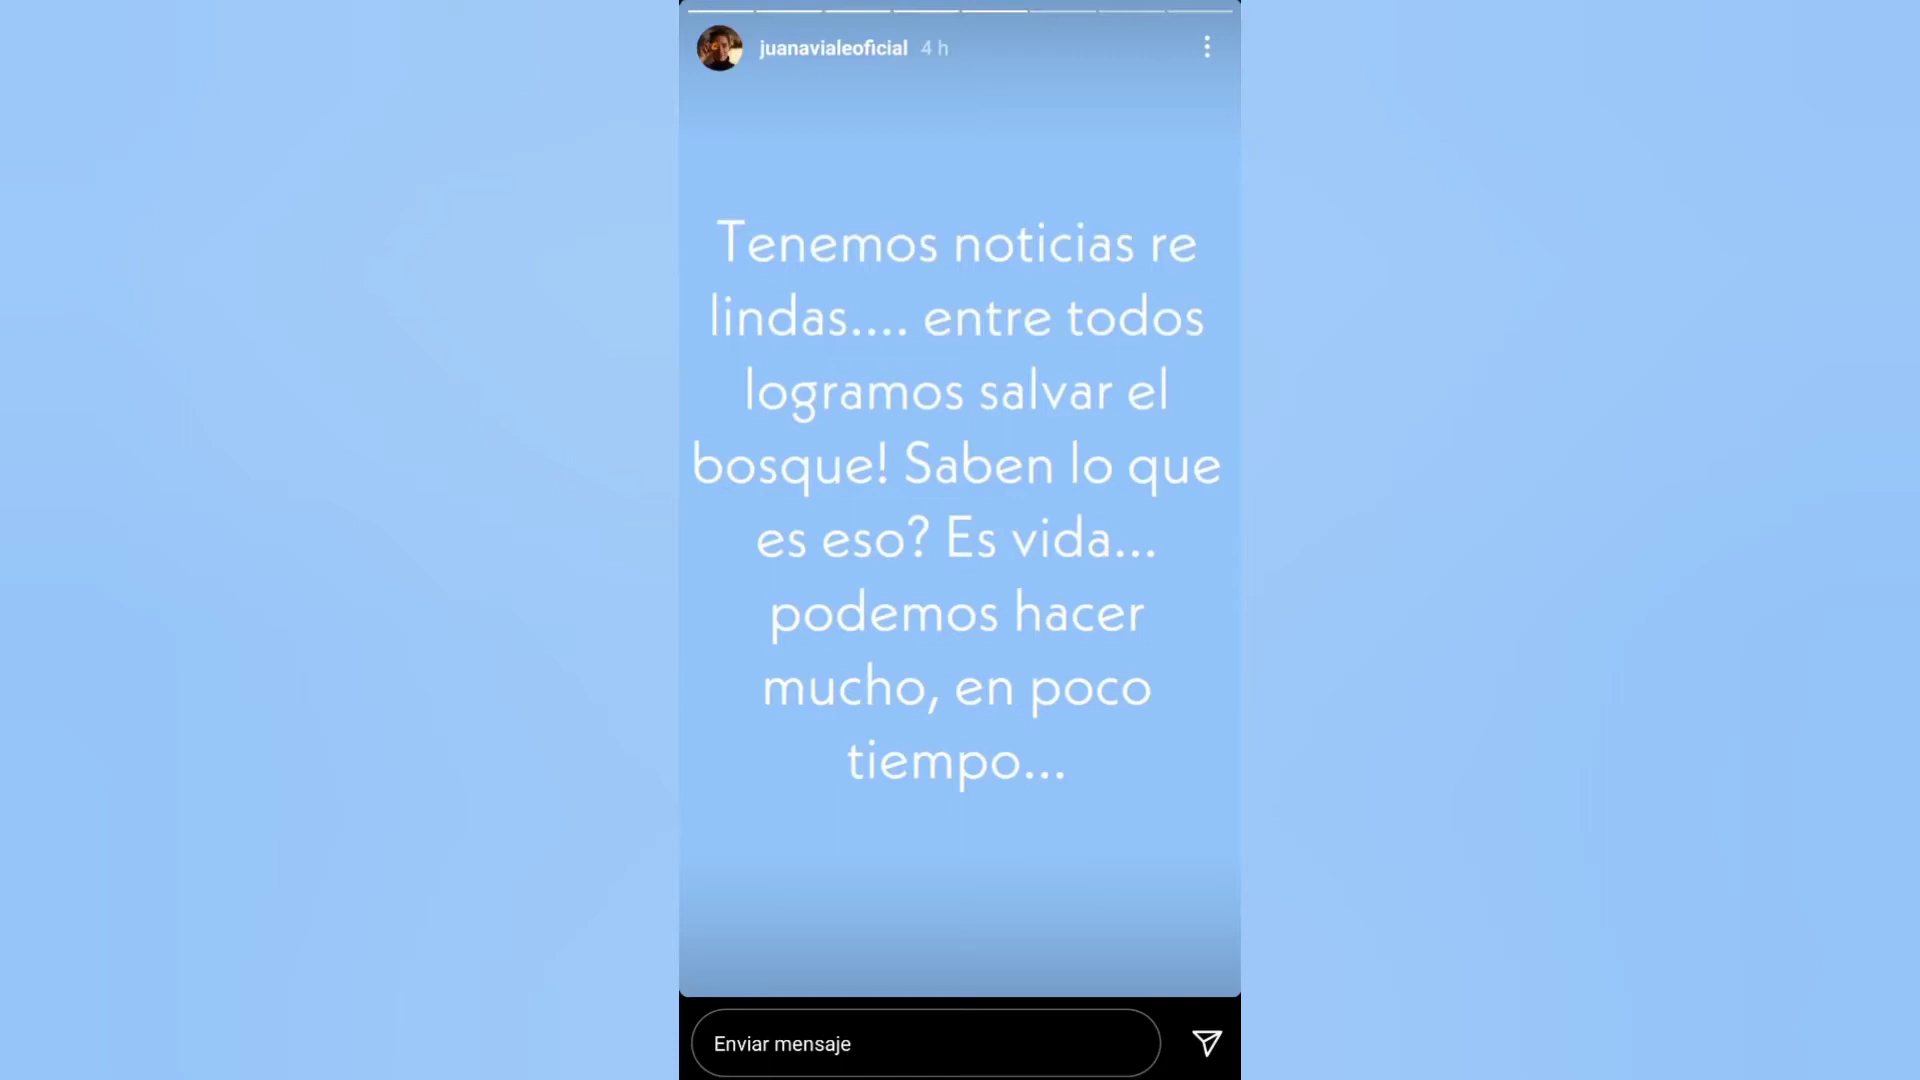 juanavialeoficial 4 h
Tenemos noticias re
lindas.... entre todos
logramos salvar el
bosque! Saben lo que
es eso? Es vida...
podemos hacer
mucho, en poco
tiempo...
Enviar mensaje